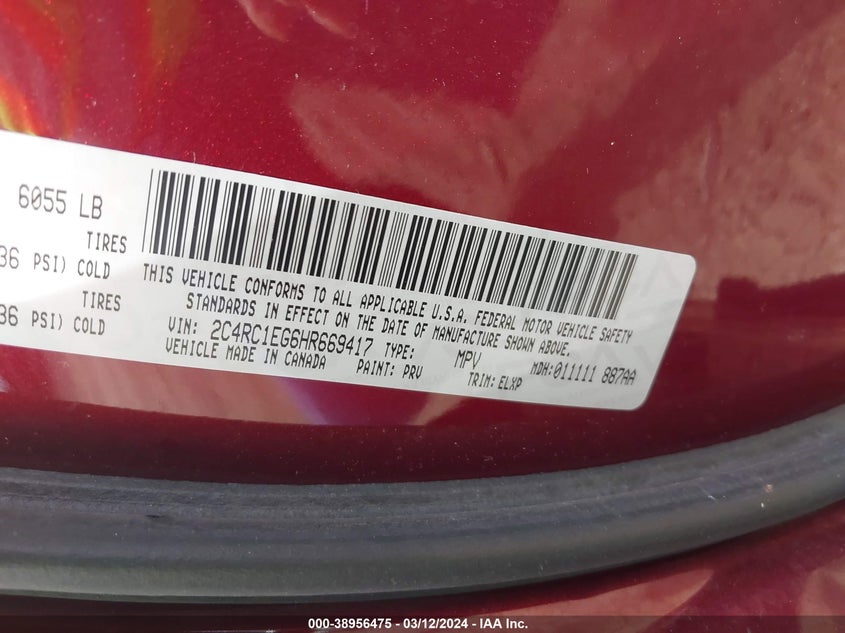 6055 LB
TIRES
36 PSI) COLD
TIRES
36 PSI) COLD
THIS VEHICLE CONFORMS TO ALL APPLICABLE U.S.A. FEDERAL MOTOR VEHICLE SAFETY
STANDARDS IN EFFECT ON THE DATE OF MANUFACTURE SHOWN ABOVE.
VIN: 2C4RC1EG6HR669417 TYPE: MPV MDH:011111 887AA
VEHICLE MADE IN CANADA PAINT: PRV TRIM: ELXP
000-38956475 - 03/12/2024 - IAA Inc.